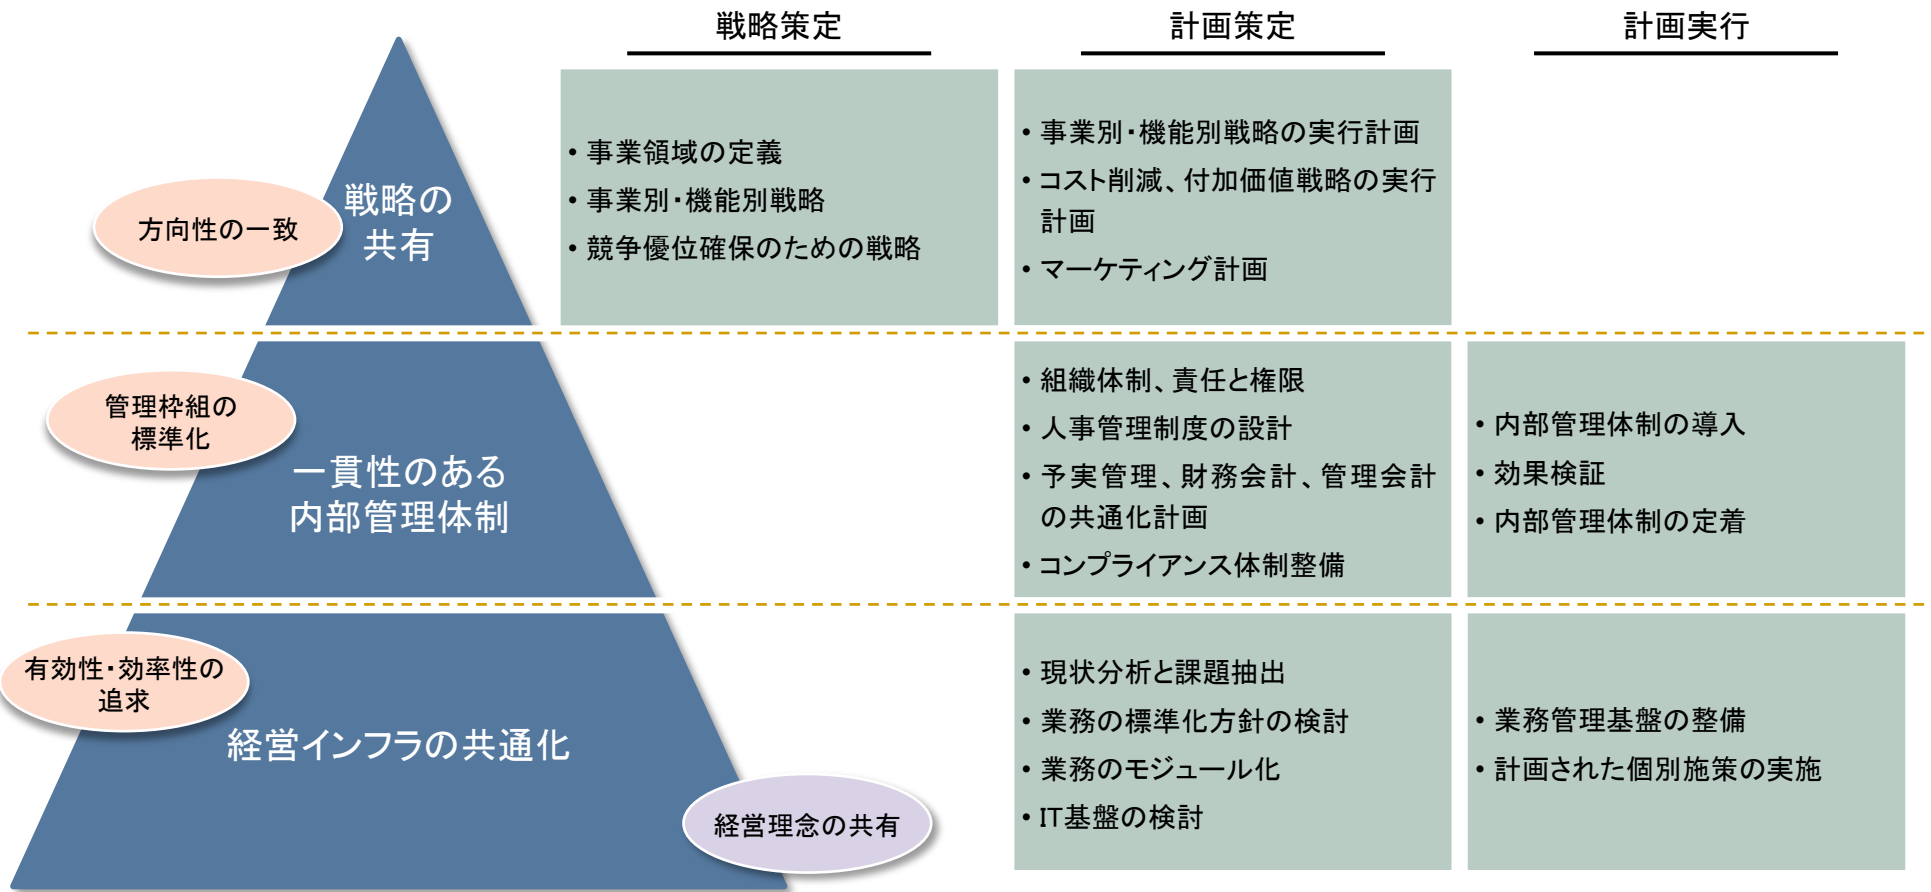 戦略策定
計画策定
計画実行
戦略の
共有
方向性の一致
• 事業領域の定義
• 事業別・機能別戦略
• 競争優位確保のための戦略
• 事業別・機能別戦略の実行計画
• コスト削減、付加価値戦略の実行
計画
• マーケティング計画
管理枠組の
標準化
一貫性のある
内部管理体制
• 組織体制、責任と権限
• 人事管理制度の設計
• 予実管理、財務会計、管理会計
の共通化計画
• コンプライアンス体制整備
• 内部管理体制の導入
• 効果検証
• 内部管理体制の定着
有効性・効率性の
追求
経営インフラの共通化
経営理念の共有
• 現状分析と課題抽出
• 業務の標準化方針の検討
• 業務のモジュール化
• IT基盤の検討
• 業務管理基盤の整備
• 計画された個別施策の実施